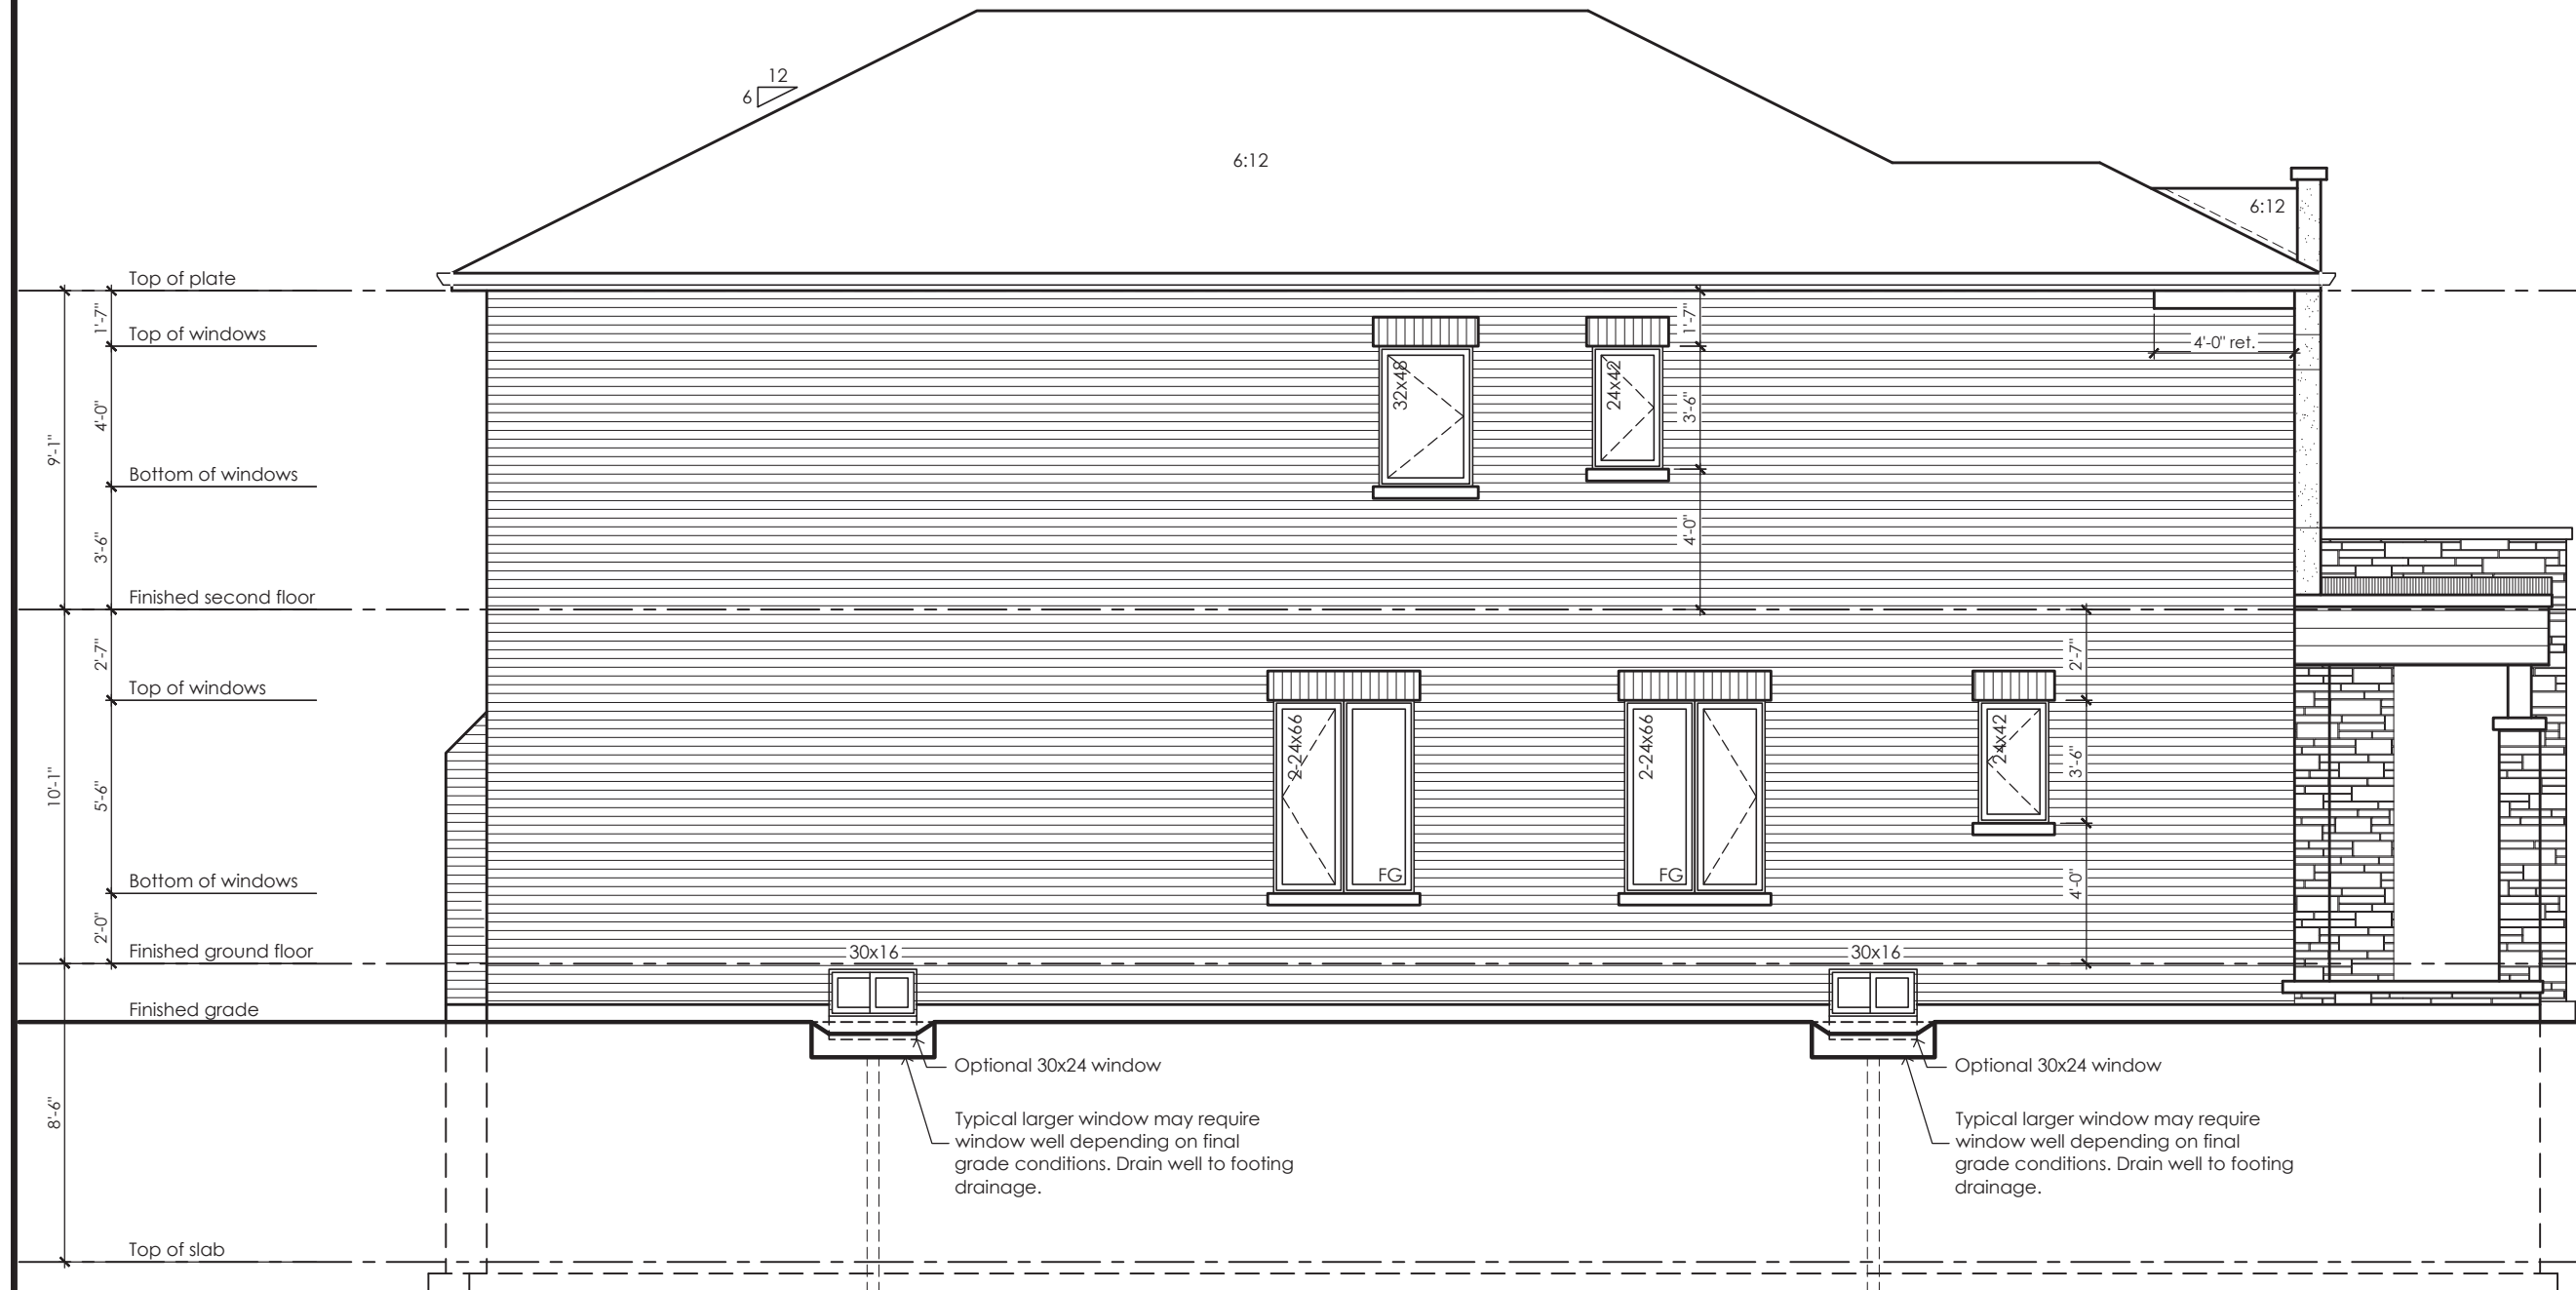 12
6
6:12
6:12
Top of plate
1'-7"
Top of windows
4'-0"
9'-1"
Bottom of windows
3'-6"
Finished second floor
2'-7"
Top of windows
10'-1"
5'-6"
Bottom of windows
2'-0"
Finished ground floor
Finished grade
8'-6"
Top of slab
32x48
24x42
1'-7"
3'-6"
4'-0"
4'-0" ret.
2-24x66
FG
2-24x66
FG
24x42
2'-7"
3'-6"
4'-0"
30x16
30x16
Optional 30x24 window
Typical larger window may require
window well depending on final
grade conditions. Drain well to footing
drainage.
Optional 30x24 window
Typical larger window may require
window well depending on final
grade conditions. Drain well to footing
drainage.